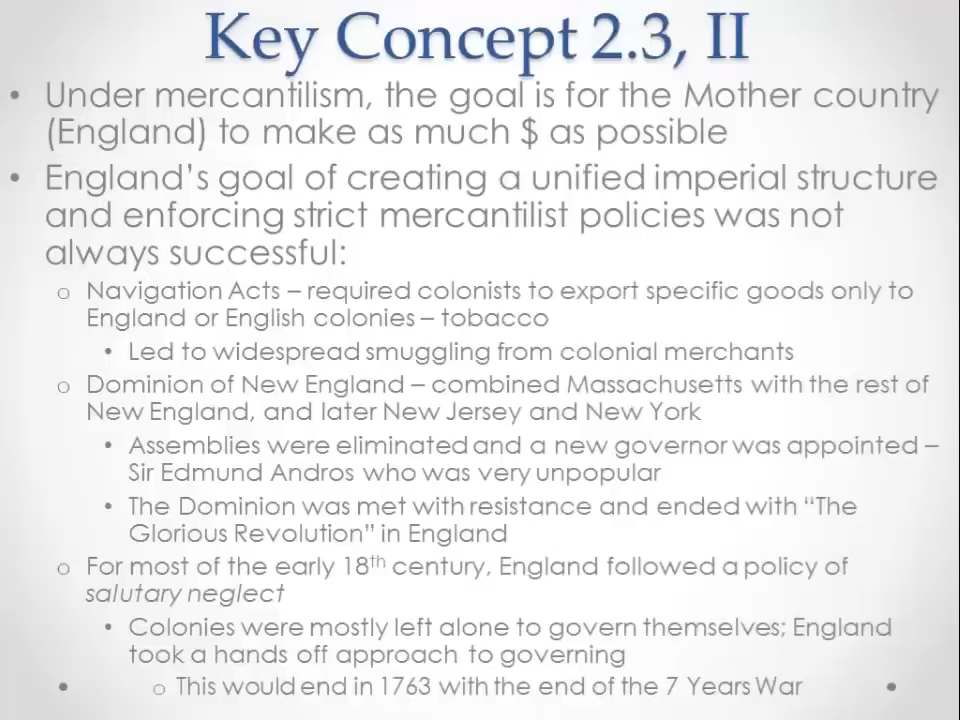 Key Concept 2.3, II
• Under mercantilism, the goal is for the Mother country
(England) to make as much $ as possible
• England's goal of creating a unified imperial structure
and enforcing strict mercantilist policies was not
always successful:
o Navigation Acts – required colonists to export specific goods only to
England or English colonies – tobacco
• Led to widespread smuggling from colonial merchants
o Dominion of New England – combined Massachusetts with the rest of
New England, and later New Jersey and New York
• Assemblies were eliminated and a new governor was appointed –
Sir Edmund Andros who was very unpopular
• The Dominion was met with resistance and ended with “The
Glorious Revolution” in England
o For most of the early 18th century, England followed a policy of
salutary neglect
• Colonies were mostly left alone to govern themselves; England
took a hands off approach to governing
o This would end in 1763 with the end of the 7 Years War